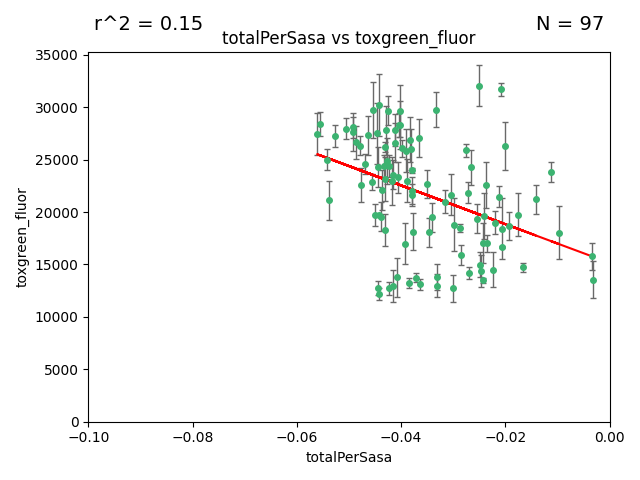 r^2 = 0.15
N = 97
totalPerSasa vs toxgreen_fluor
35000
30000
25000
20000
15000
10000
5000
0
toxgreen_fluor
−0.10
−0.08
−0.06
−0.04
−0.02
0.00
totalPerSasa